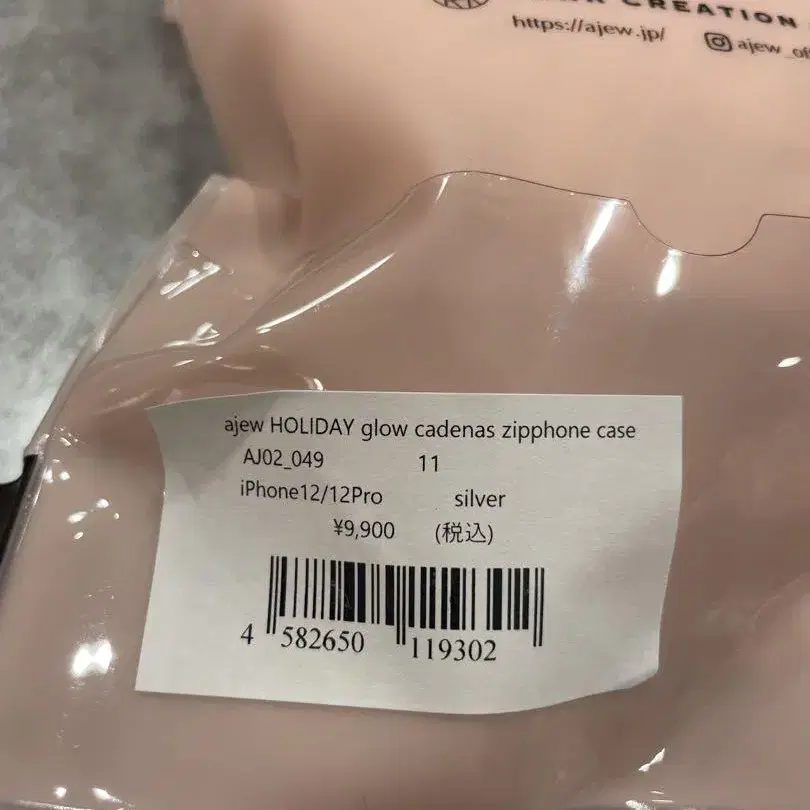 CREATION
https://ajew.jp/
ajew_of
ajew HOLIDAY glow cadenas zipphone case
AJ02_049 11
iPhone12/12Pro silver
¥9,900 (税込)
4 582650 119302